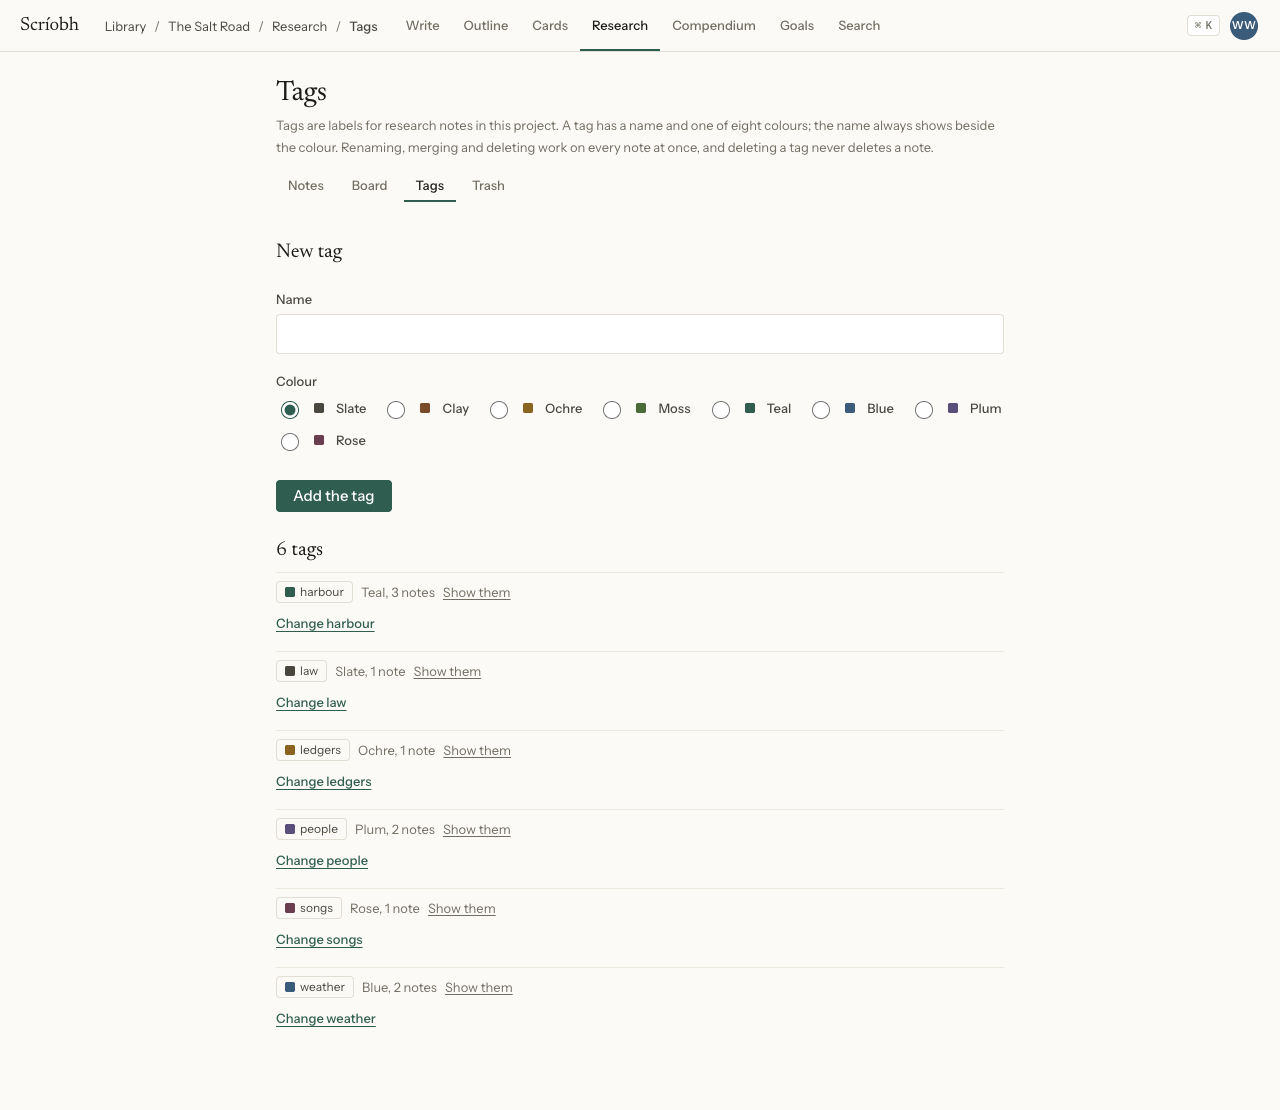 Scríobh
Library / The Salt Road / Research / Tags
Write Outline Cards Research Compendium Goals Search
⌘ K
WW
Tags
Tags are labels for research notes in this project. A tag has a name and one of eight colours; the name always shows beside
the colour. Renaming, merging and deleting work on every note at once, and deleting a tag never deletes a note.
Notes Board Tags Trash
New tag
Name
Colour
Slate Clay Ochre Moss Teal Blue Plum
Rose
Add the tag
6 tags
harbour Teal, 3 notes Show them
Change harbour
law Slate, 1 note Show them
Change law
ledgers Ochre, 1 note Show them
Change ledgers
people Plum, 2 notes Show them
Change people
songs Rose, 1 note Show them
Change songs
weather Blue, 2 notes Show them
Change weather